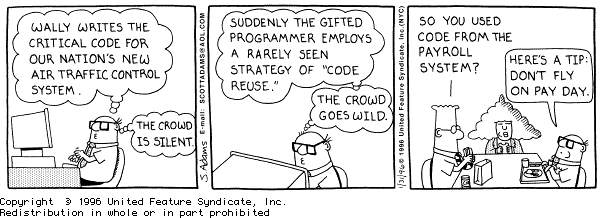 WALLY WRITES THE
CRITICAL CODE FOR
OUR NATION'S NEW
AIR TRAFFIC CONTROL
SYSTEM.
THE CROWD
IS SILENT.
S.Adams E-mail: SCOTTADAMS@AOL.COM
SUDDENLY THE GIFTED
PROGRAMMER EMPLOYS
A RARELY SEEN
STRATEGY OF "CODE
REUSE."
THE CROWD
GOES WILD.
1/3/96 © 1996 United Feature Syndicate, Inc. (NYC)
SO YOU USED
CODE FROM THE
PAYROLL
SYSTEM?
HERE'S A TIP:
DON'T FLY
ON PAY DAY.
Copyright © 1996 United Feature Syndicate, Inc.
Redistribution in whole or in part prohibited